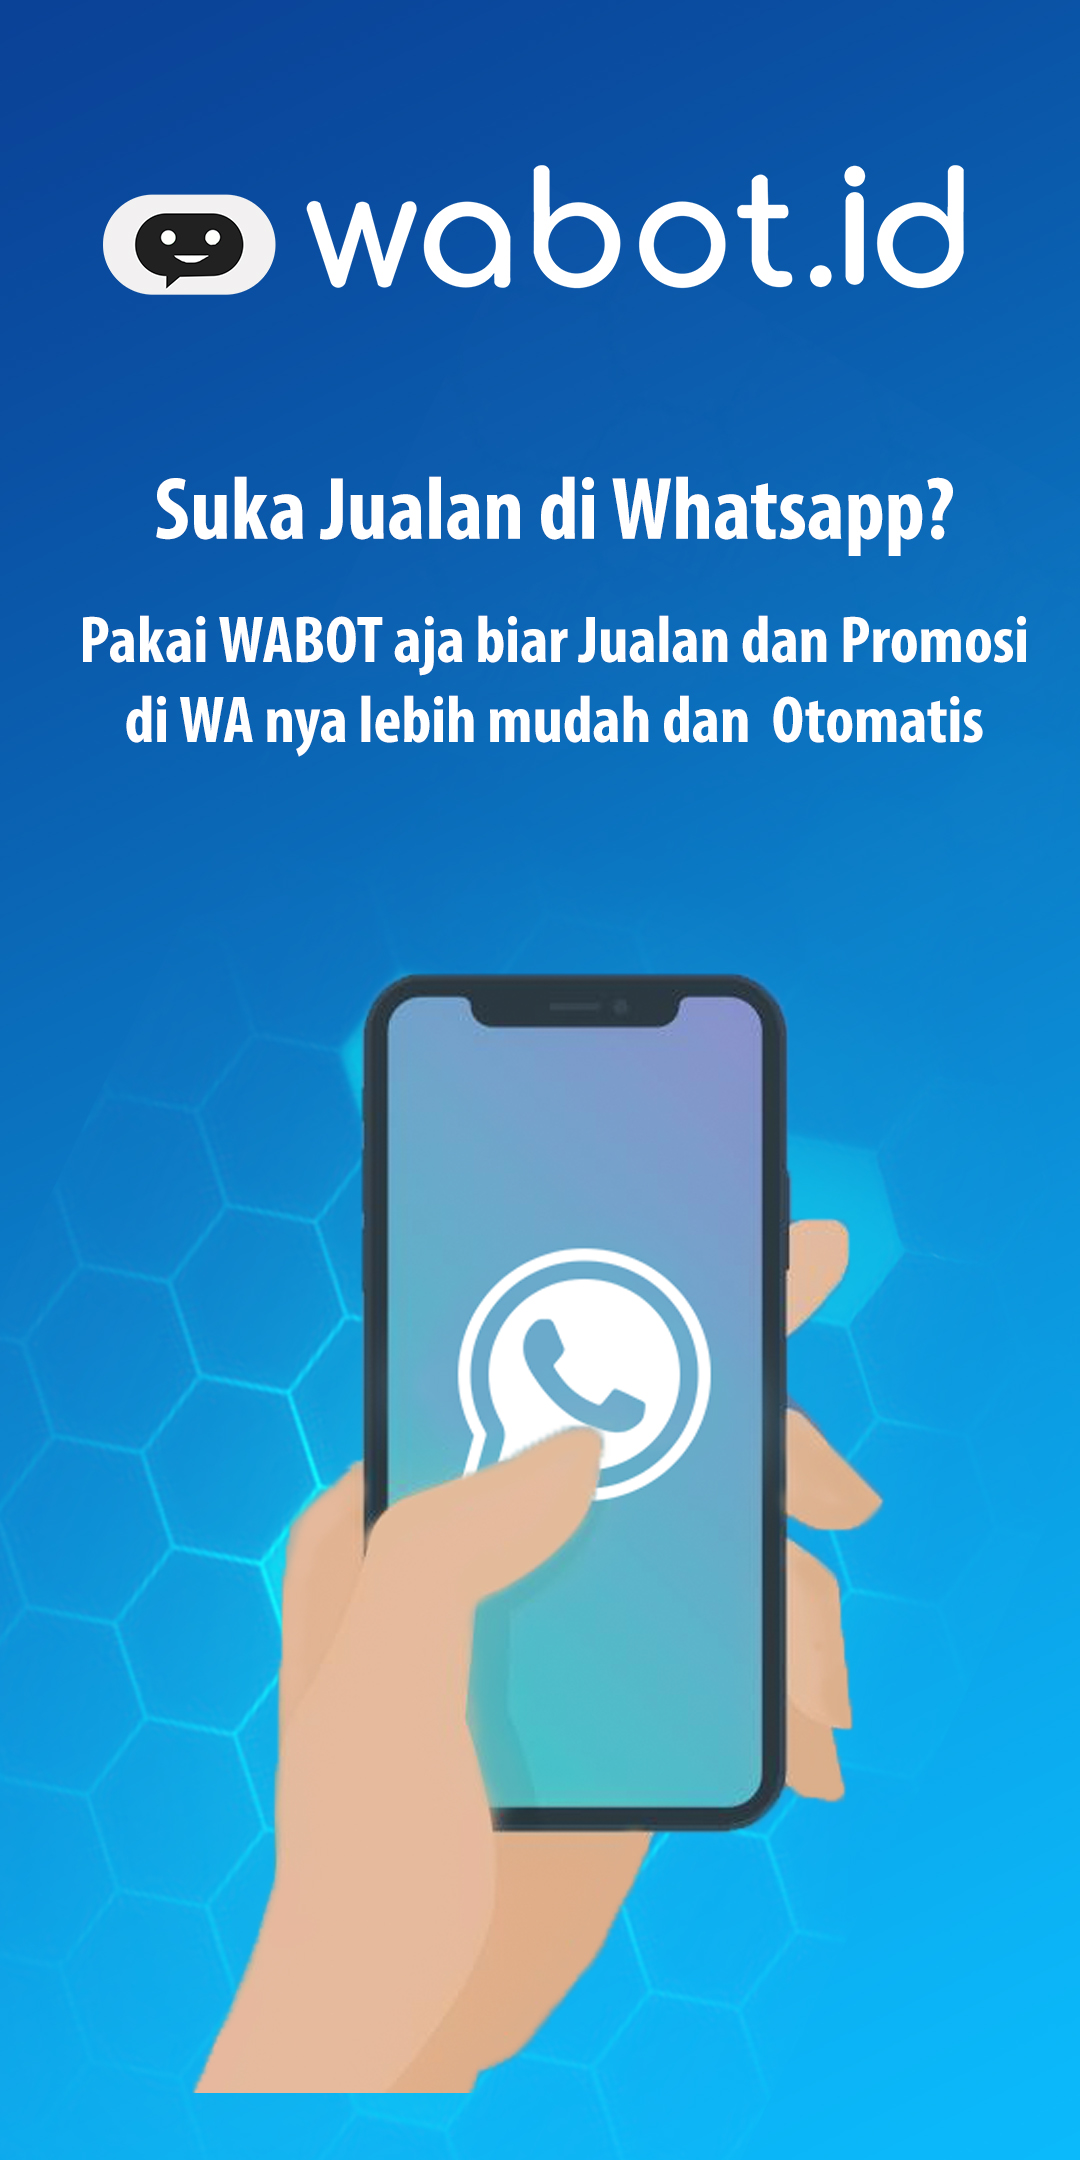 wabot.id
Suka Jualan di Whatsapp?
Pakai WABOT aja biar Jualan dan Promosi
di WA nya lebih mudah dan Otomatis